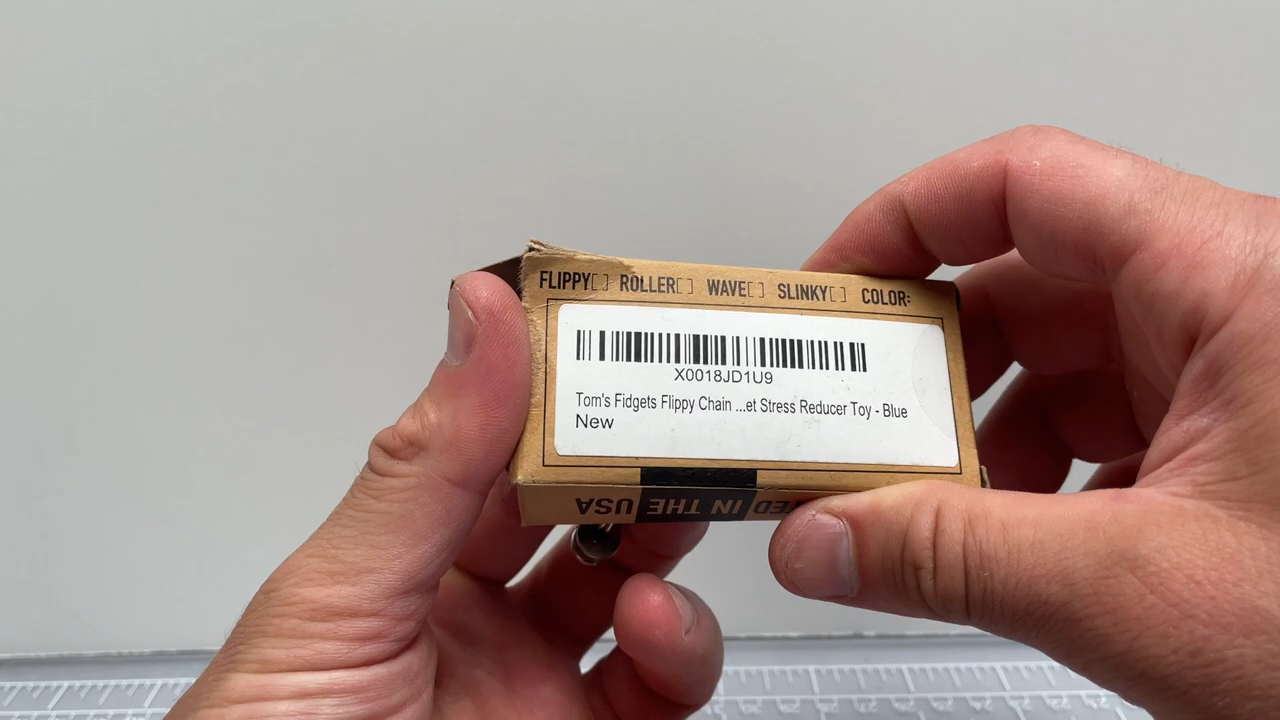 FLIPPY[ ] ROLLER[ ] WAVE[ ] SLINKY[ ] COLOR:
X0018JD1U9
Tom's Fidgets Flippy Chain ...et Stress Reducer Toy - Blue
New
TED IN THE USA